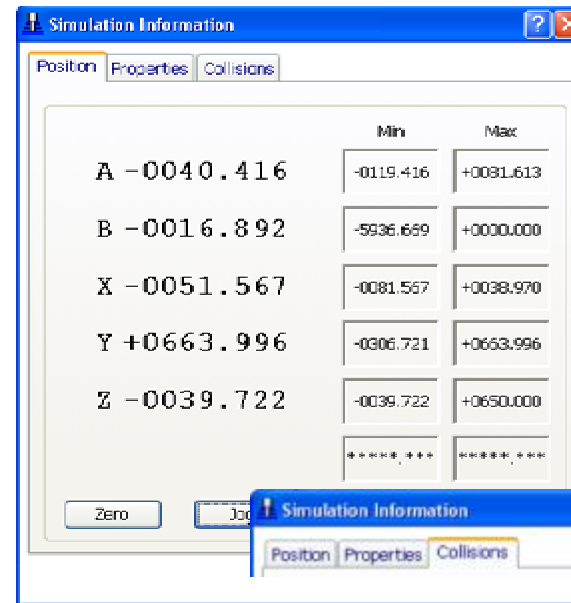 Simulation Information
Position Properties Collisions
Min Max
A -0040.416 -0119.416 +0031.613
B -0016.892 -5936.669 +0000.000
X -0051.567 -0081.567 +0038.970
Y +0663.996 -0306.721 +0663.996
Z -0039.722 -0039.722 +0650.000
*****.*** *****.***
Zero
Simulation Information
Position Properties Collisions